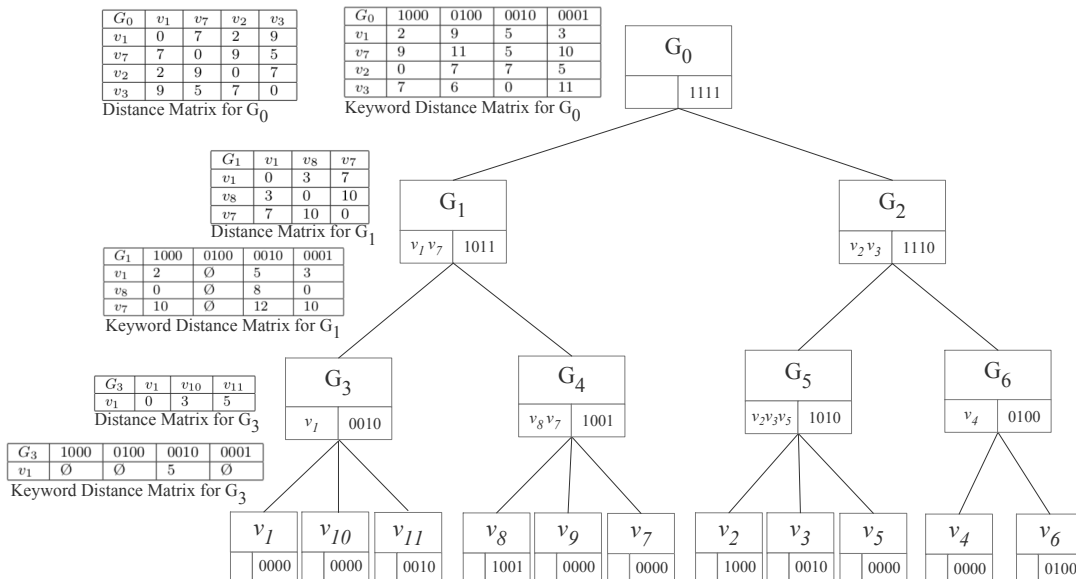 G0 v1 v7 v2 v3
v1 0 7 2 9
v7 7 0 9 5
v2 2 9 0 7
v3 9 5 7 0
Distance Matrix for G0
G0 1000 0100 0010 0001
v1 2 9 5 3
v7 9 11 5 10
v2 0 7 7 5
v3 7 6 0 11
Keyword Distance Matrix for G0
G0
1111
G1 v1 v8 v7
v1 0 3 7
v8 3 0 10
v7 7 10 0
Distance Matrix for G1
G1
v1 v7 1011
G2
v2 v3 1110
G1 1000 0100 0010 0001
v1 2 Ø 5 3
v8 0 Ø 8 0
v7 10 Ø 12 10
Keyword Distance Matrix for G1
G3 v1 v10 v11
v1 0 3 5
Distance Matrix for G3
G3
v1 0010
G4
v8 v7 1001
G5
v2v3v5 1010
G6
v4 0100
G3 1000 0100 0010 0001
v1 Ø Ø 5 Ø
Keyword Distance Matrix for G3
v1 v10 v11 v8 v9 v7 v2 v3 v5 v4 v6
0000 0000 0010 1001 0000 0000 1000 0010 0000 0000 0100